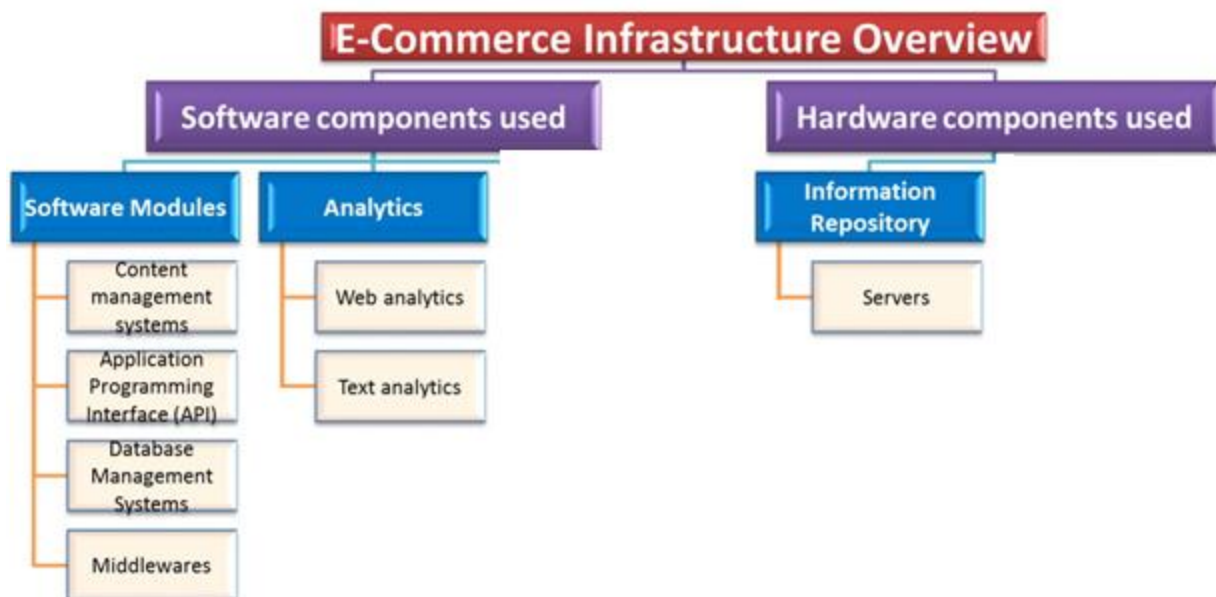 E-Commerce Infrastructure Overview
Software components used
Hardware components used
Software Modules
Analytics
Information
Repository
Content
management
systems
Web analytics
Servers
Application
Programming
Interface (API)
Text analytics
Database
Management
Systems
Middlewares